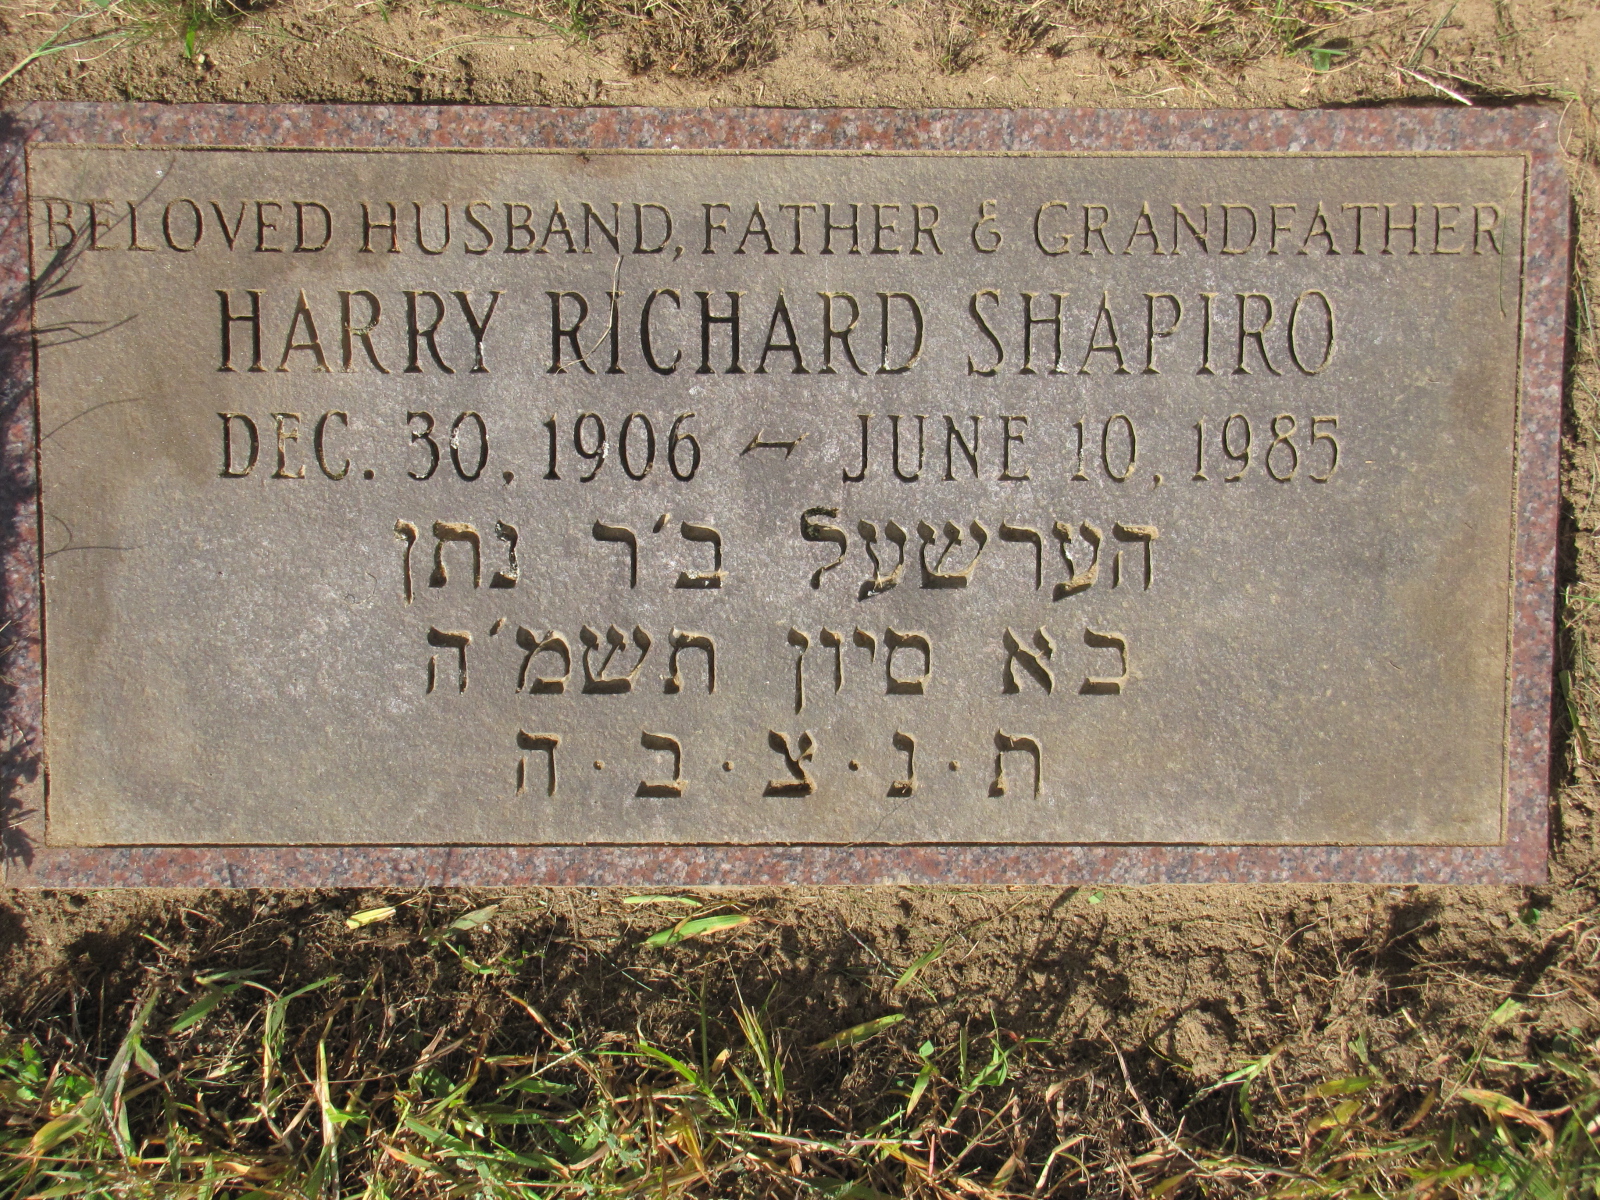 BELOVED HUSBAND, FATHER & GRANDFATHER
HARRY RICHARD SHAPIRO
DEC. 30, 1906 ~ JUNE 10, 1985
הערשעל ב'ר נתן
כא סיון תשמ'ה
ת·נ·צ·ב·ה